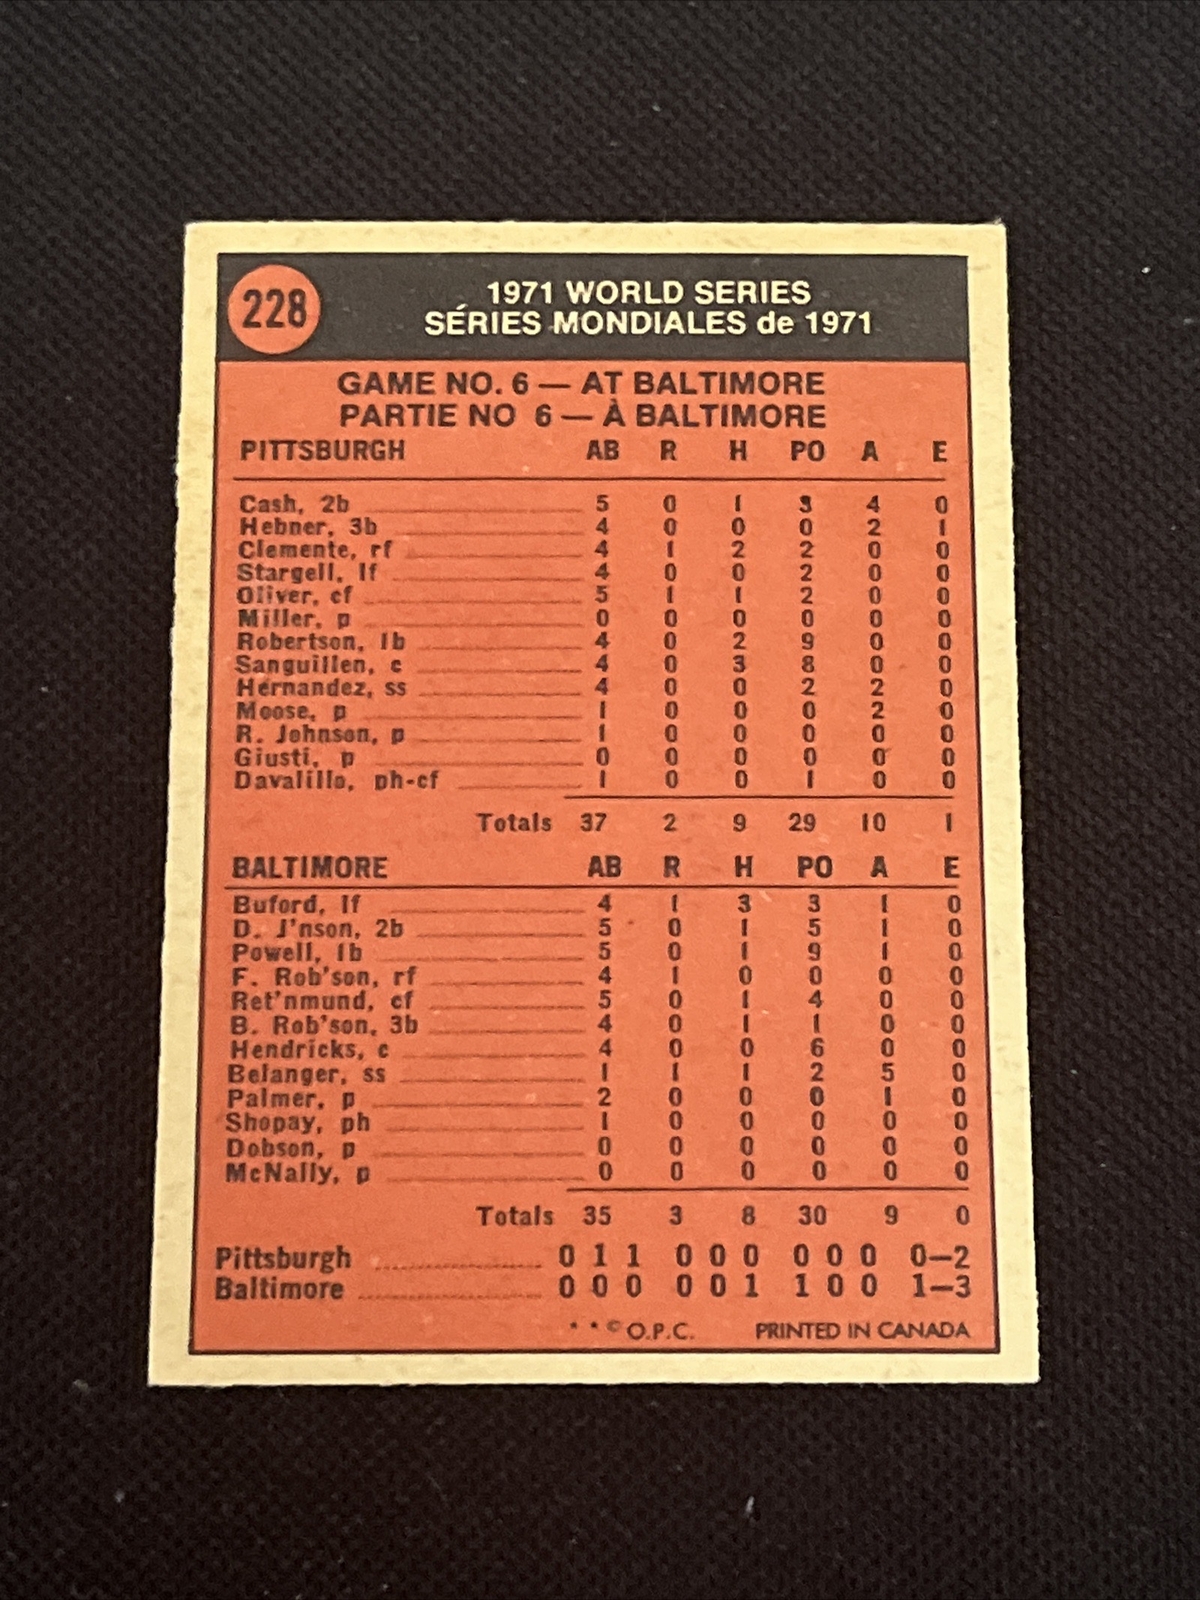 228
1971 WORLD SERIES
SÉRIES MONDIALES de 1971
GAME NO. 6 — AT BALTIMORE
PARTIE NO 6 — À BALTIMORE
PITTSBURGH AB R H PO A E
Cash, 2b 5 0 1 3 4 0
Hebner, 3b 4 0 0 0 2 1
Clemente, rf 4 1 2 2 0 0
Stargell, lf 4 0 0 2 0 0
Oliver, cf 5 1 1 2 0 0
Miller, p 0 0 0 0 0 0
Robertson, 1b 4 0 2 9 0 0
Sanguillen, c 4 0 3 8 0 0
Hernandez, ss 4 0 0 2 2 0
Moose, p 1 0 0 0 2 0
R. Johnson, p 1 0 0 0 0 0
Giusti, p 0 0 0 0 0 0
Davalillo, ph-cf 1 0 0 1 0 0
Totals 37 2 9 29 10 1
BALTIMORE AB R H PO A E
Buford, lf 4 1 3 3 1 0
D. J'nson, 2b 5 0 1 5 1 0
Powell, 1b 5 0 1 9 1 0
F. Rob'son, rf 4 1 0 0 0 0
Ret'nmund, cf 5 0 1 4 0 0
B. Rob'son, 3b 4 0 1 1 0 0
Hendricks, c 4 0 0 6 0 0
Belanger, ss 1 1 1 2 5 0
Palmer, p 2 0 0 0 1 0
Shopay, ph 1 0 0 0 0 0
Dobson, p 0 0 0 0 0 0
McNally, p 0 0 0 0 0 0
Totals 35 3 8 30 9 0
Pittsburgh 0 1 1 0 0 0 0 0 0 0—2
Baltimore 0 0 0 0 0 1 1 0 0 1—3
* * © O.P.C. PRINTED IN CANADA